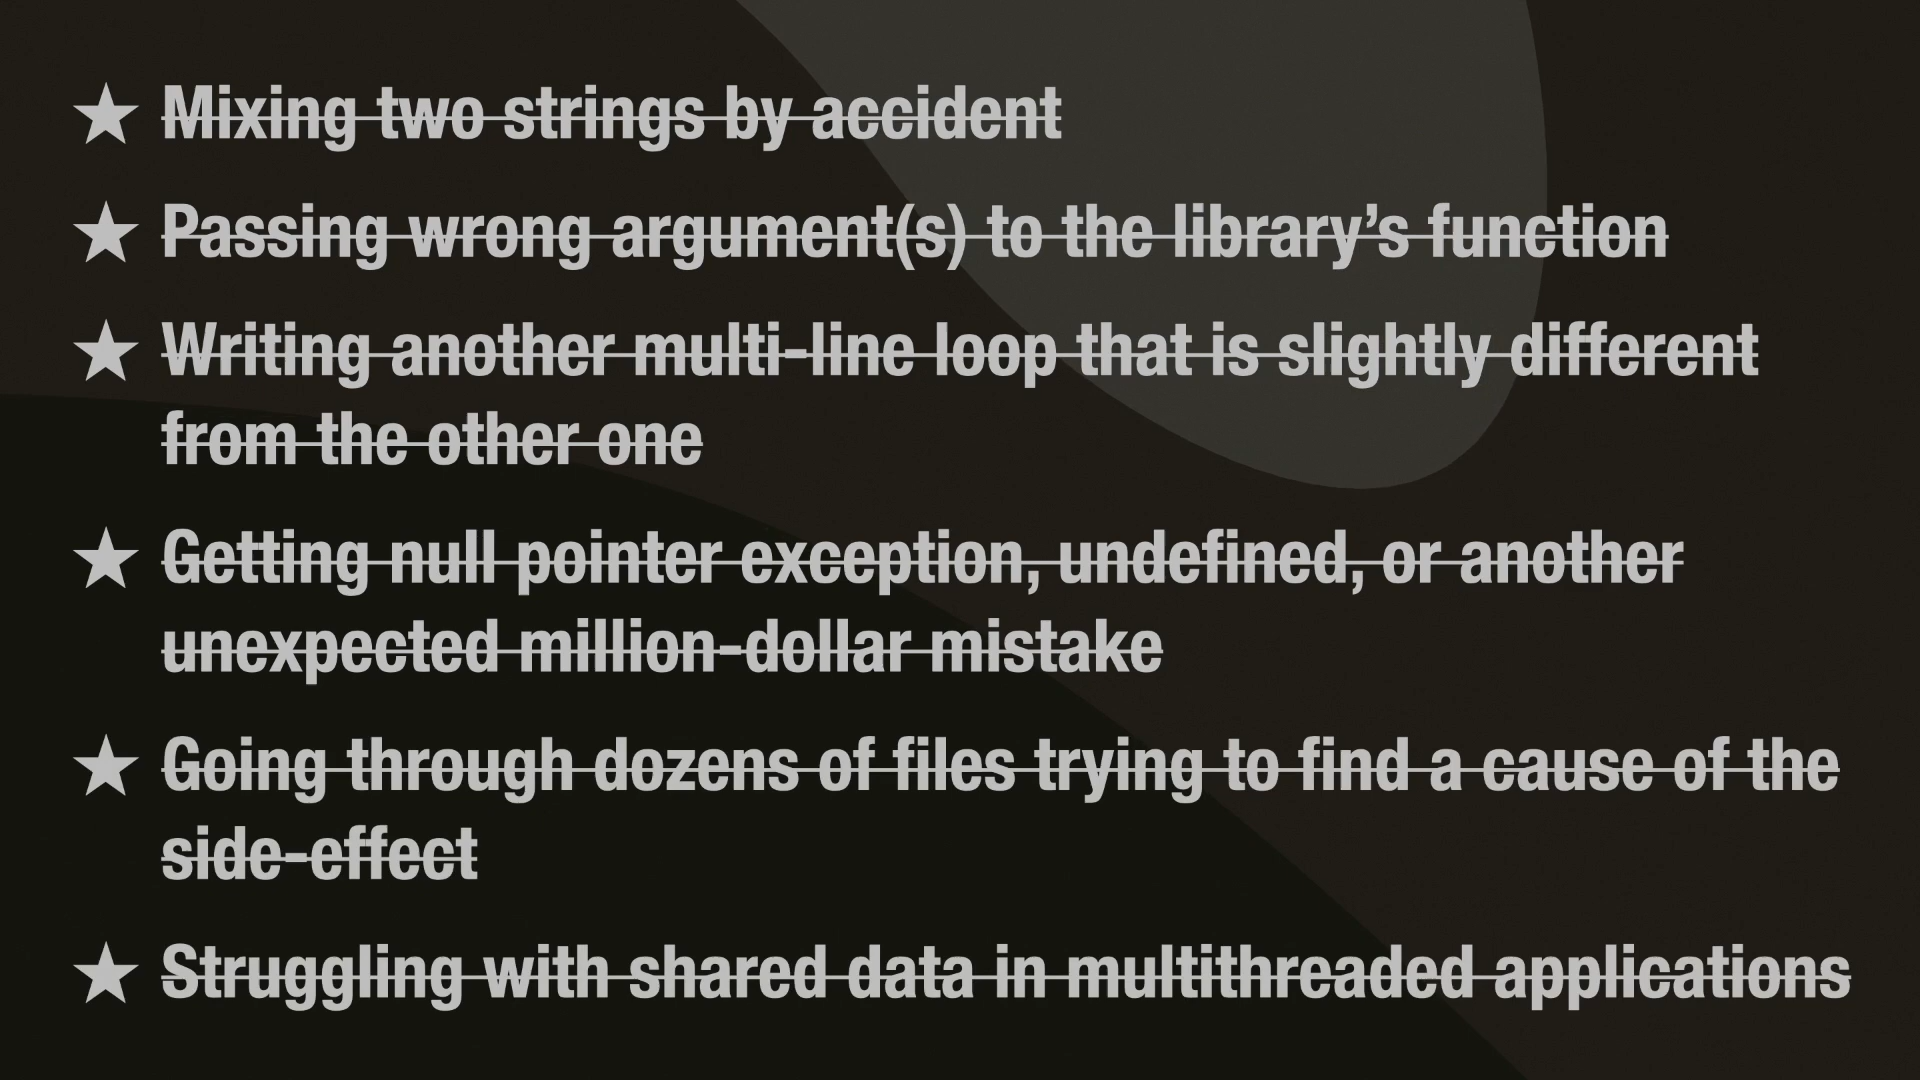 ★ Mixing two strings by accident
★ Passing wrong argument(s) to the library’s function
★ Writing another multi-line loop that is slightly different
from the other one
★ Getting null pointer exception, undefined, or another
unexpected million-dollar mistake
★ Going through dozens of files trying to find a cause of the
side-effect
★ Struggling with shared data in multithreaded applications